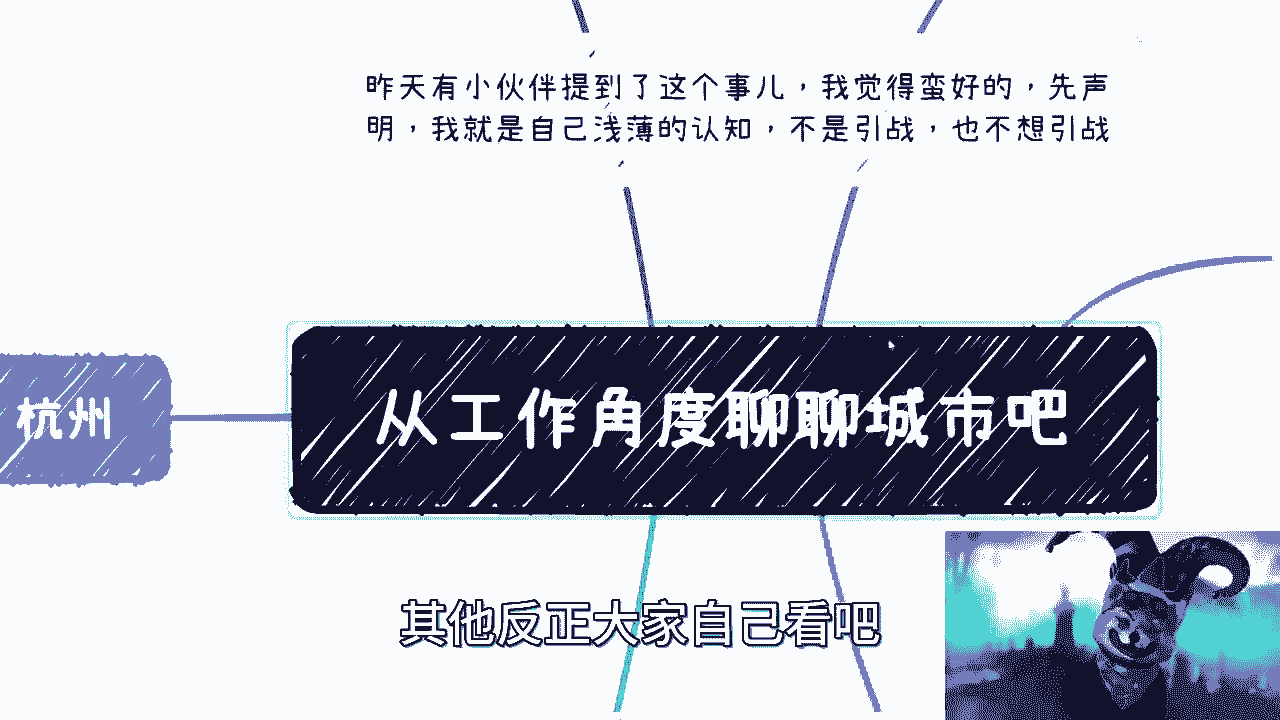 昨天有小伙伴提到了这个事儿，我觉得蛮好的，先声
明，我就是自己浅薄的认知，不是引战，也不想引战
杭州
从工作角度聊聊城市吧
其他反正大家自己看吧